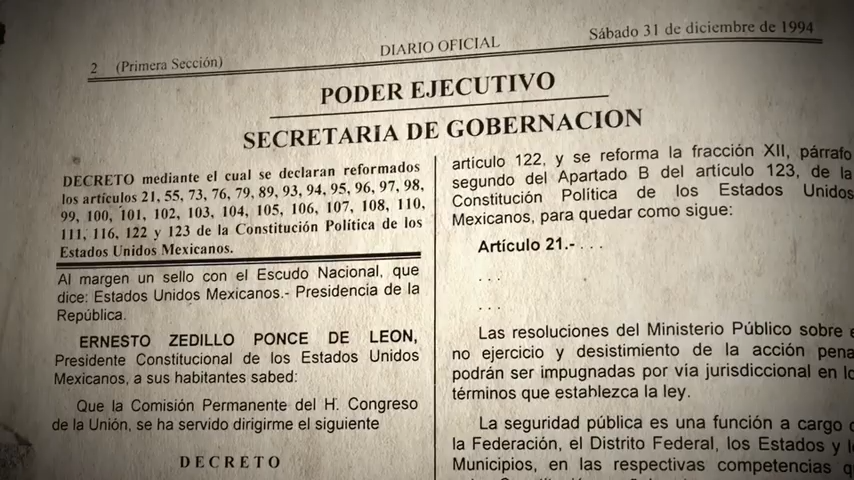 2 (Primera Sección)
DIARIO OFICIAL
Sábado 31 de diciembre de 1994
PODER EJECUTIVO
SECRETARIA DE GOBERNACION
DECRETO mediante el cual se declaran reformados
los artículos 21, 55, 73, 76, 79, 89, 93, 94, 95, 96, 97, 98,
99, 100, 101, 102, 103, 104, 105, 106, 107, 108, 110,
111, 116, 122 y 123 de la Constitución Política de los
Estados Unidos Mexicanos.
Al margen un sello con el Escudo Nacional, que
dice: Estados Unidos Mexicanos.- Presidencia de la
República.
ERNESTO ZEDILLO PONCE DE LEON,
Presidente Constitucional de los Estados Unidos
Mexicanos, a sus habitantes sabed:
Que la Comisión Permanente del H. Congreso
de la Unión, se ha servido dirigirme el siguiente
DECRETO
artículo 122, y se reforma la fracción XII, párrafo
segundo del Apartado B del artículo 123, de la
Constitución Política de los Estados Unidos
Mexicanos, para quedar como sigue:
Artículo 21.- . . .
. . .
. . .
Las resoluciones del Ministerio Público sobre
no ejercicio y desistimiento de la acción pena
podrán ser impugnadas por vía jurisdiccional en
términos que establezca la ley.
La seguridad pública es una función a cargo
la Federación, el Distrito Federal, los Estados y
Municipios, en las respectivas competencias